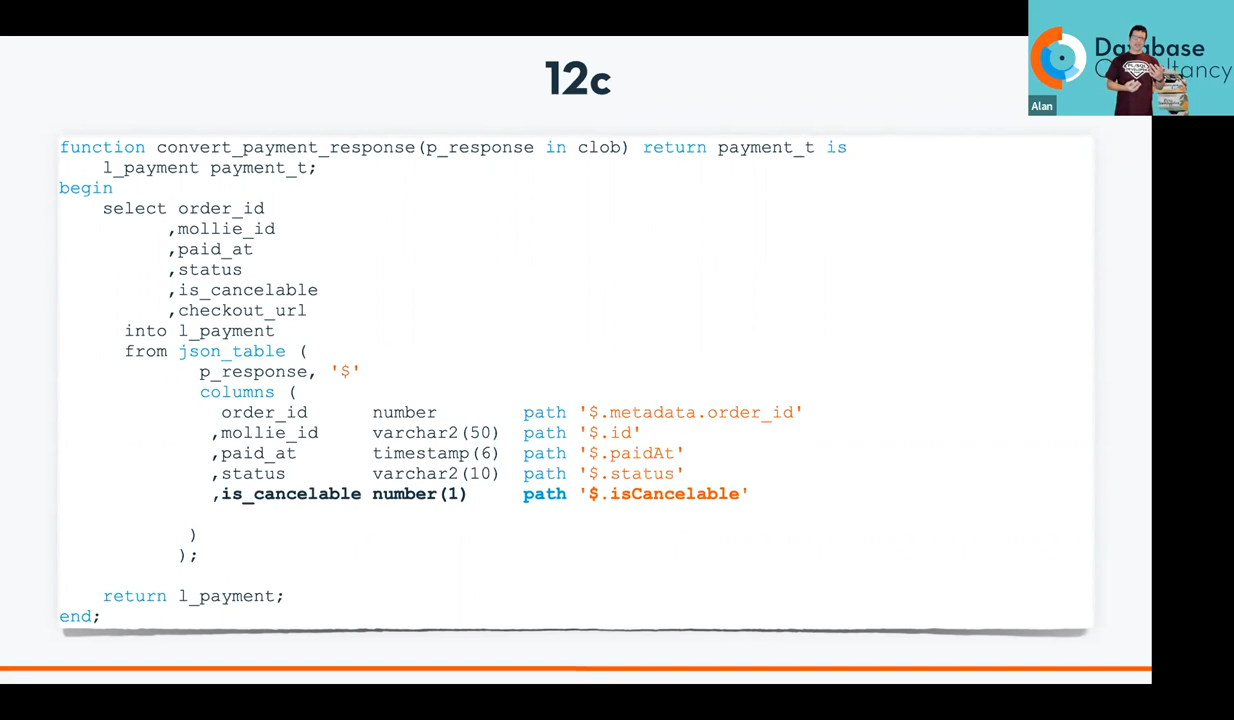 12c
Database
Consultancy
PL/SQL
Alan
function convert_payment_response(p_response in clob) return payment_t is
l_payment payment_t;
begin
select order_id
,mollie_id
,paid_at
,status
,is_cancelable
,checkout_url
into l_payment
from json_table (
p_response, '$'
columns (
order_id number path '$.metadata.order_id'
,mollie_id varchar2(50) path '$.id'
,paid_at timestamp(6) path '$.paidAt'
,status varchar2(10) path '$.status'
,is_cancelable number(1) path '$.isCancelable'
)
);
return l_payment;
end;